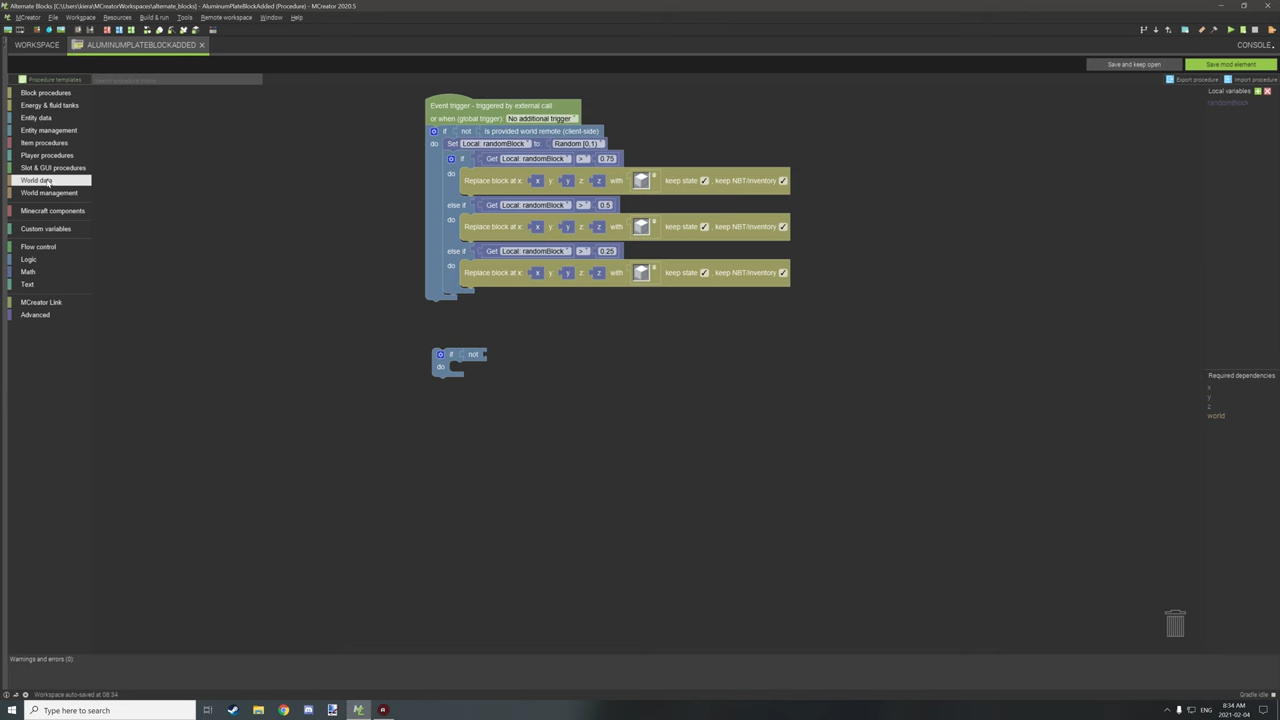 Alternate Blocks [C:\Users\kiera\MCreatorWorkspaces\alternate_blocks] - AluminumPlateBlockAdded (Procedure) - MCreator 2020.5
MCreator File Workspace Resources Build & run Tools Remote workspace Window Help
WORKSPACE ALUMINUMPLATEBLOCKADDED × CONSOLE
Save and keep open Save mod element
Procedure templates Search procedure blocks Export procedure Import procedure
Local variables
randomBlock
Block procedures
Energy & fluid tanks
Entity data
Entity management
Item procedures
Player procedures
Slot & GUI procedures
World data
World management
Minecraft components
Custom variables
Flow control
Logic
Math
Text
MCreator Link
Advanced
Event trigger - triggered by external call
or when (global trigger): No additional trigger
if not is provided world remote (client-side)
do Set Local: randomBlock to: Random [0,1)
if Get Local: randomBlock > 0.75
do Replace block at x: x y: y z: z with keep state , keep NBT/inventory
else if Get Local: randomBlock > 0.5
do Replace block at x: x y: y z: z with keep state , keep NBT/inventory
else if Get Local: randomBlock > 0.25
do Replace block at x: x y: y z: z with keep state , keep NBT/inventory
if not
do
Required dependencies
x
y
z
world
Warnings and errors (0)
Workspace auto-saved at 08:34 Gradle idle
Type here to search
ENG
8:34 AM
2021-02-04